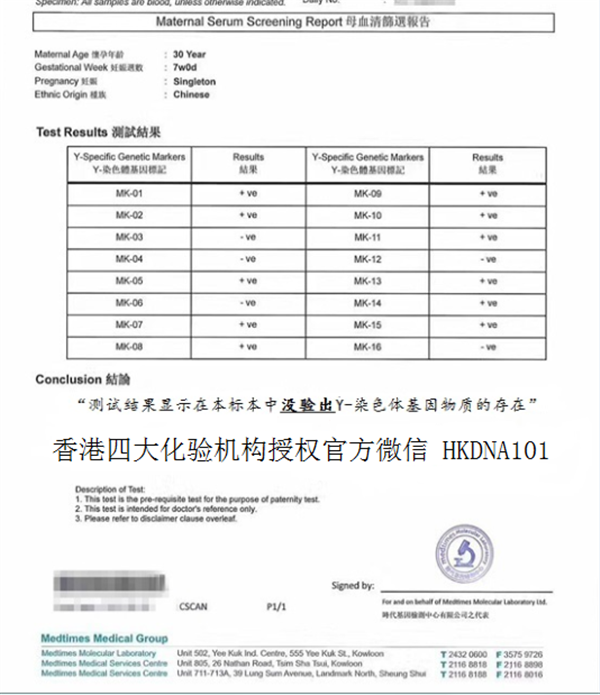 Specimen: All samples are blood, unless otherwise indicated.
Maternal Serum Screening Report 母血清篩選報告
Maternal Age 懷孕年齡 : 30 Year
Gestational Week 妊娠週數 : 7w0d
Pregnancy 妊娠 : Singleton
Ethnic Origin 種族 : Chinese
Test Results 測試結果
Y-Specific Genetic Markers Results Y-Specific Genetic Markers Results
Y-染色體基因標記 結果 Y-染色體基因標記 結果
MK-01 + ve MK-09 + ve
MK-02 + ve MK-10 + ve
MK-03 - ve MK-11 + ve
MK-04 - ve MK-12 - ve
MK-05 + ve MK-13 + ve
MK-06 - ve MK-14 + ve
MK-07 + ve MK-15 + ve
MK-08 + ve MK-16 - ve
Conclusion 結論
“测试结果显示在本标本中没验出Y-染色体基因物质的存在”
香港四大化验机构授权官方微信 HKDNA101
Description of Test:
1. This test is the pre-requisite test for the purpose of paternity test.
2. This test is intended for doctor's reference only.
3. Please refer to disclaimer clause overleaf.
Medtimes Molecular Laboratory
Signed by:
For and on behalf of Medtimes Molecular Laboratory Ltd.
時代基因檢測中心有限公司之代表
CSCAN P1/1
Medtimes Medical Group
Medtimes Molecular Laboratory Unit 502, Yee Kuk Ind. Centre, 555 Yee Kuk St., Kowloon T 2432 0600 F 3575 9726
Medtimes Medical Services Centre Unit 805, 26 Nathan Road, Tsim Sha Tsui, Kowloon T 2116 8818 F 2116 8898
Medtimes Medical Services Centre Unit 711-713A, 39 Lung Sum Avenue, Landmark North, Sheung Shui T 2116 8188 F 2116 8016